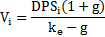 Vᵢ = DPSᵢ(1 + g) / kₑ − g